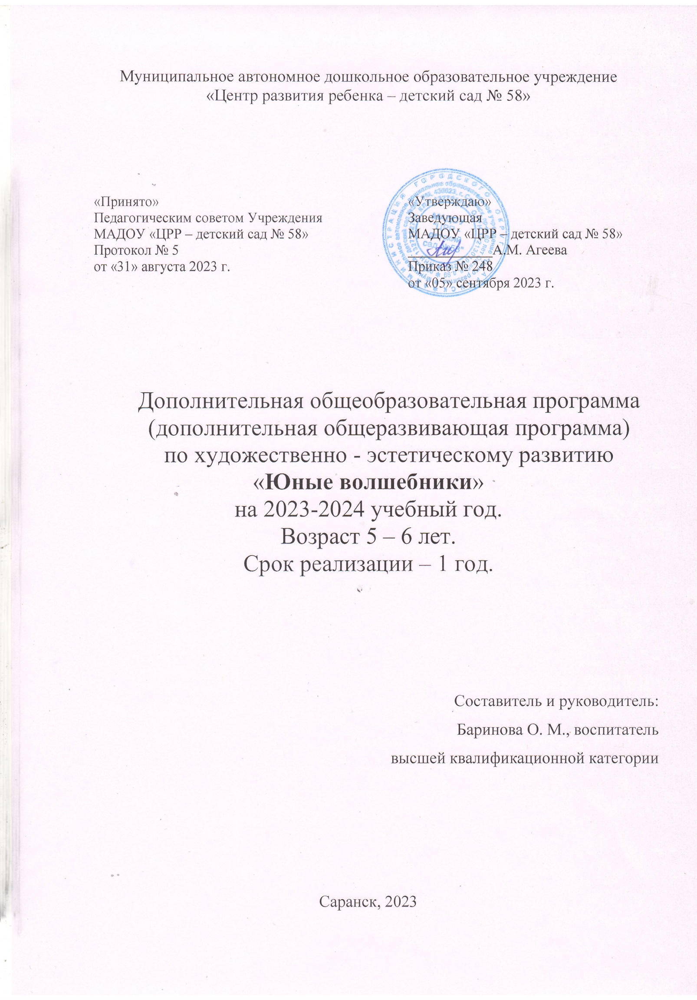 Муниципальное автономное дошкольное образовательное учреждение
«Центр развития ребенка – детский сад № 58»
«Принято»
Педагогическим советом Учреждения
МАДОУ «ЦРР – детский сад № 58»
Протокол № 5
от «31» августа 2023 г.
«Утверждаю»
Заведующая
МАДОУ «ЦРР – детский сад № 58»
____________А.М. Агеева
Приказ № 248
от «05» сентября 2023 г.
Дополнительная общеобразовательная программа
(дополнительная общеразвивающая программа)
по художественно - эстетическому развитию
«Юные волшебники»
на 2023-2024 учебный год.
Возраст 5 – 6 лет.
Срок реализации – 1 год.
Составитель и руководитель:
Баринова О. М., воспитатель
высшей квалификационной категории
Саранск, 2023